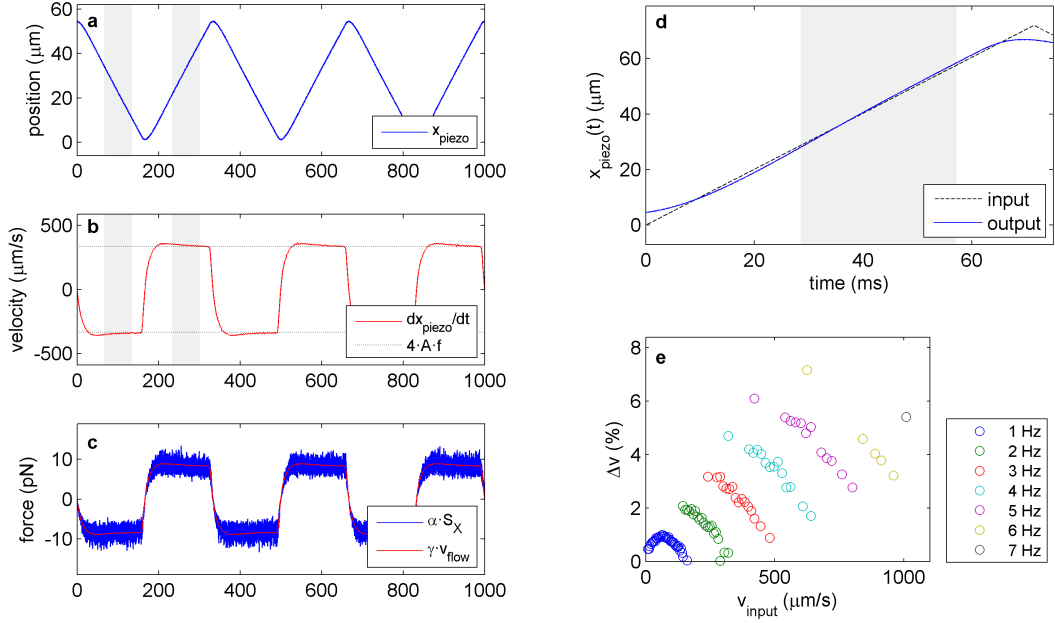 a
position (μm)
60
40
20
0
x_piezo
0 200 400 600 800 1000
b
velocity (μm/s)
500
0
-500
dx_piezo/dt
4·A·f
0 200 400 600 800 1000
c
force (pN)
10
0
-10
α·S_X
γ·v_flow
0 200 400 600 800 1000
d
x_piezo(t) (μm)
80
60
40
20
0
input
output
0 20 40 60
time (ms)
e
Δv (%)
8
6
4
2
0
0 500 1000
v_input (μm/s)
1 Hz
2 Hz
3 Hz
4 Hz
5 Hz
6 Hz
7 Hz